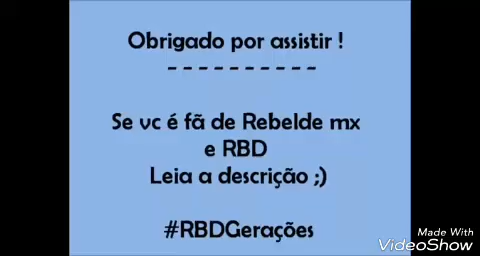 Obrigado por assistir !
- - - - - - - - - -
Se vc é fã de Rebelde mx
e RBD
Leia a descrição ;)
#RBDGerações
Made With
VideoShow